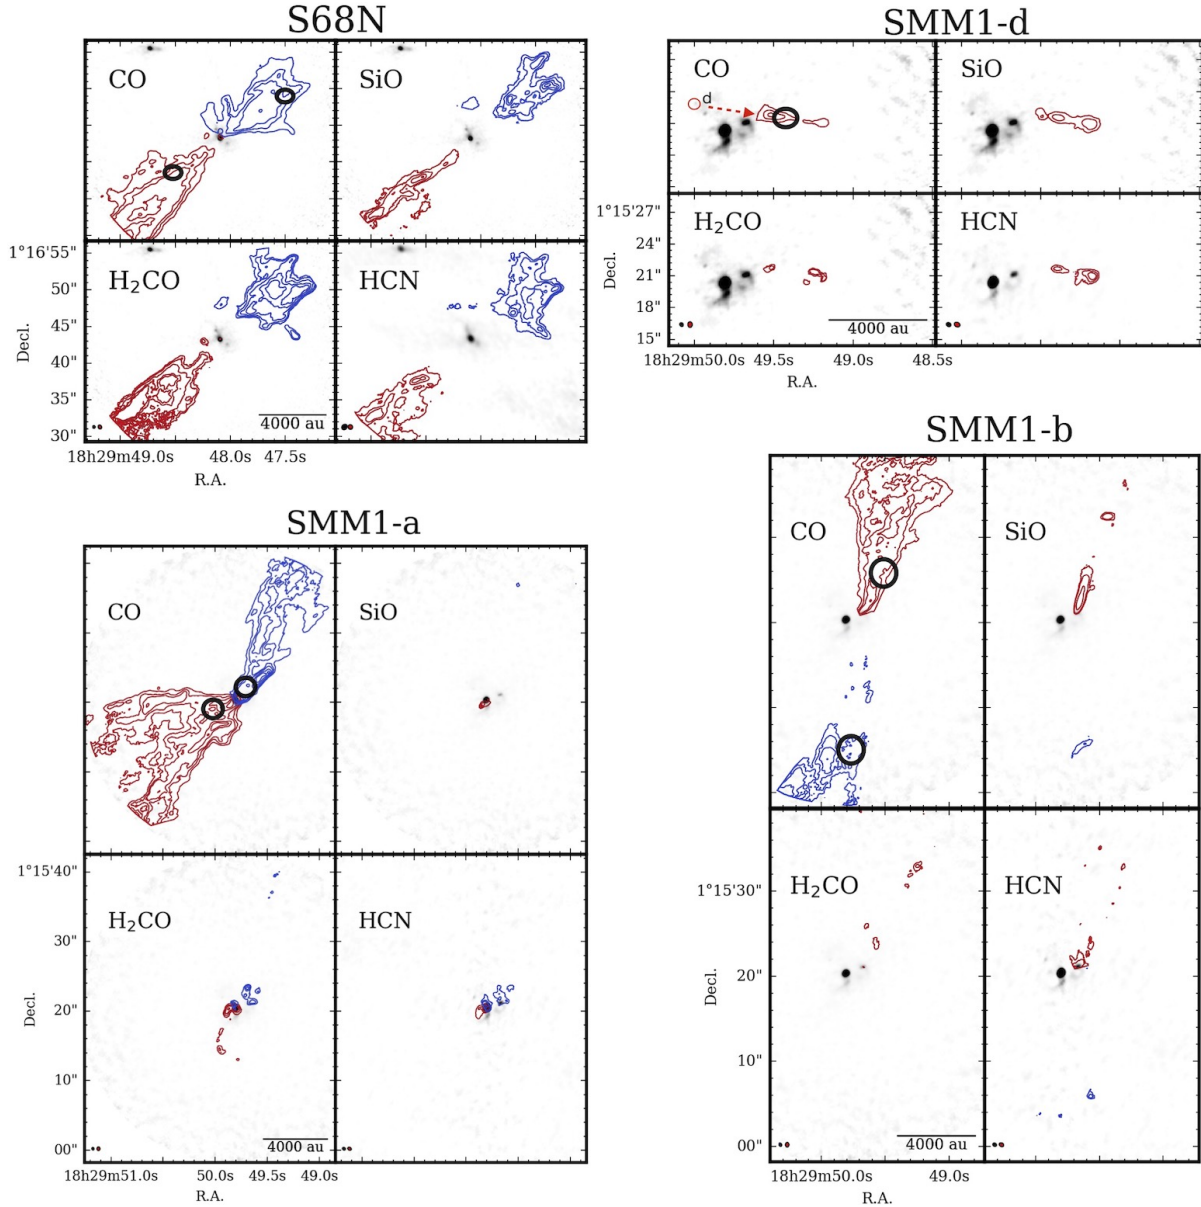 S68N
CO
SiO
H₂CO
HCN
1°16'55"
50"
45"
40"
35"
30"
Decl.
4000 au
18h29m49.0s
48.0s
47.5s
R.A.
SMM1-d
CO
d
SiO
H₂CO
HCN
1°15'27"
24"
21"
18"
15"
Decl.
4000 au
18h29m50.0s
49.5s
49.0s
48.5s
R.A.
SMM1-a
CO
SiO
H₂CO
HCN
1°15'40"
30"
20"
10"
00"
Decl.
4000 au
18h29m51.0s
50.0s
49.5s
49.0s
R.A.
SMM1-b
CO
SiO
H₂CO
HCN
1°15'30"
20"
10"
00"
Decl.
4000 au
18h29m50.0s
49.0s
R.A.